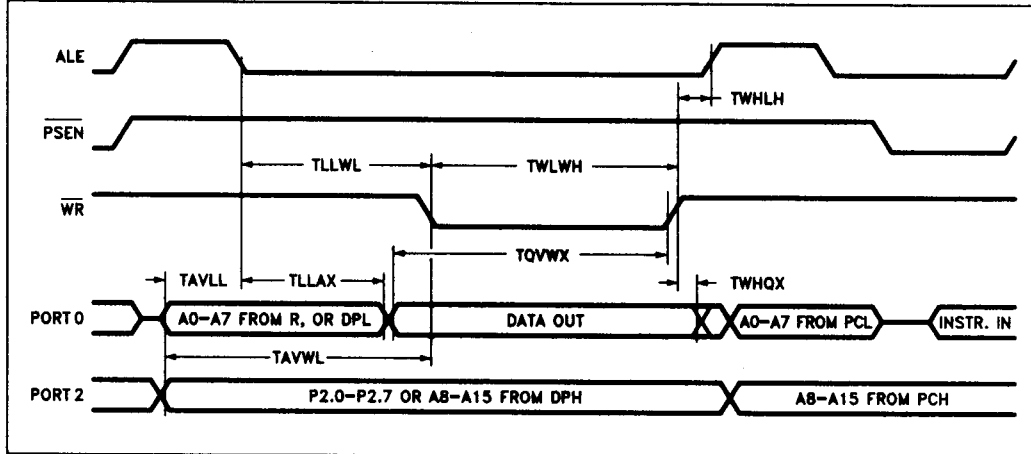 ALE
TWHLH
PSEN
TLLWL
TWLWH
WR
TQVWX
TAVLL
TLLAX
TWHQX
PORT 0
A0–A7 FROM R, OR DPL
DATA OUT
A0–A7 FROM PCL
INSTR. IN
TAVWL
PORT 2
P2.0–P2.7 OR A8–A15 FROM DPH
A8–A15 FROM PCH